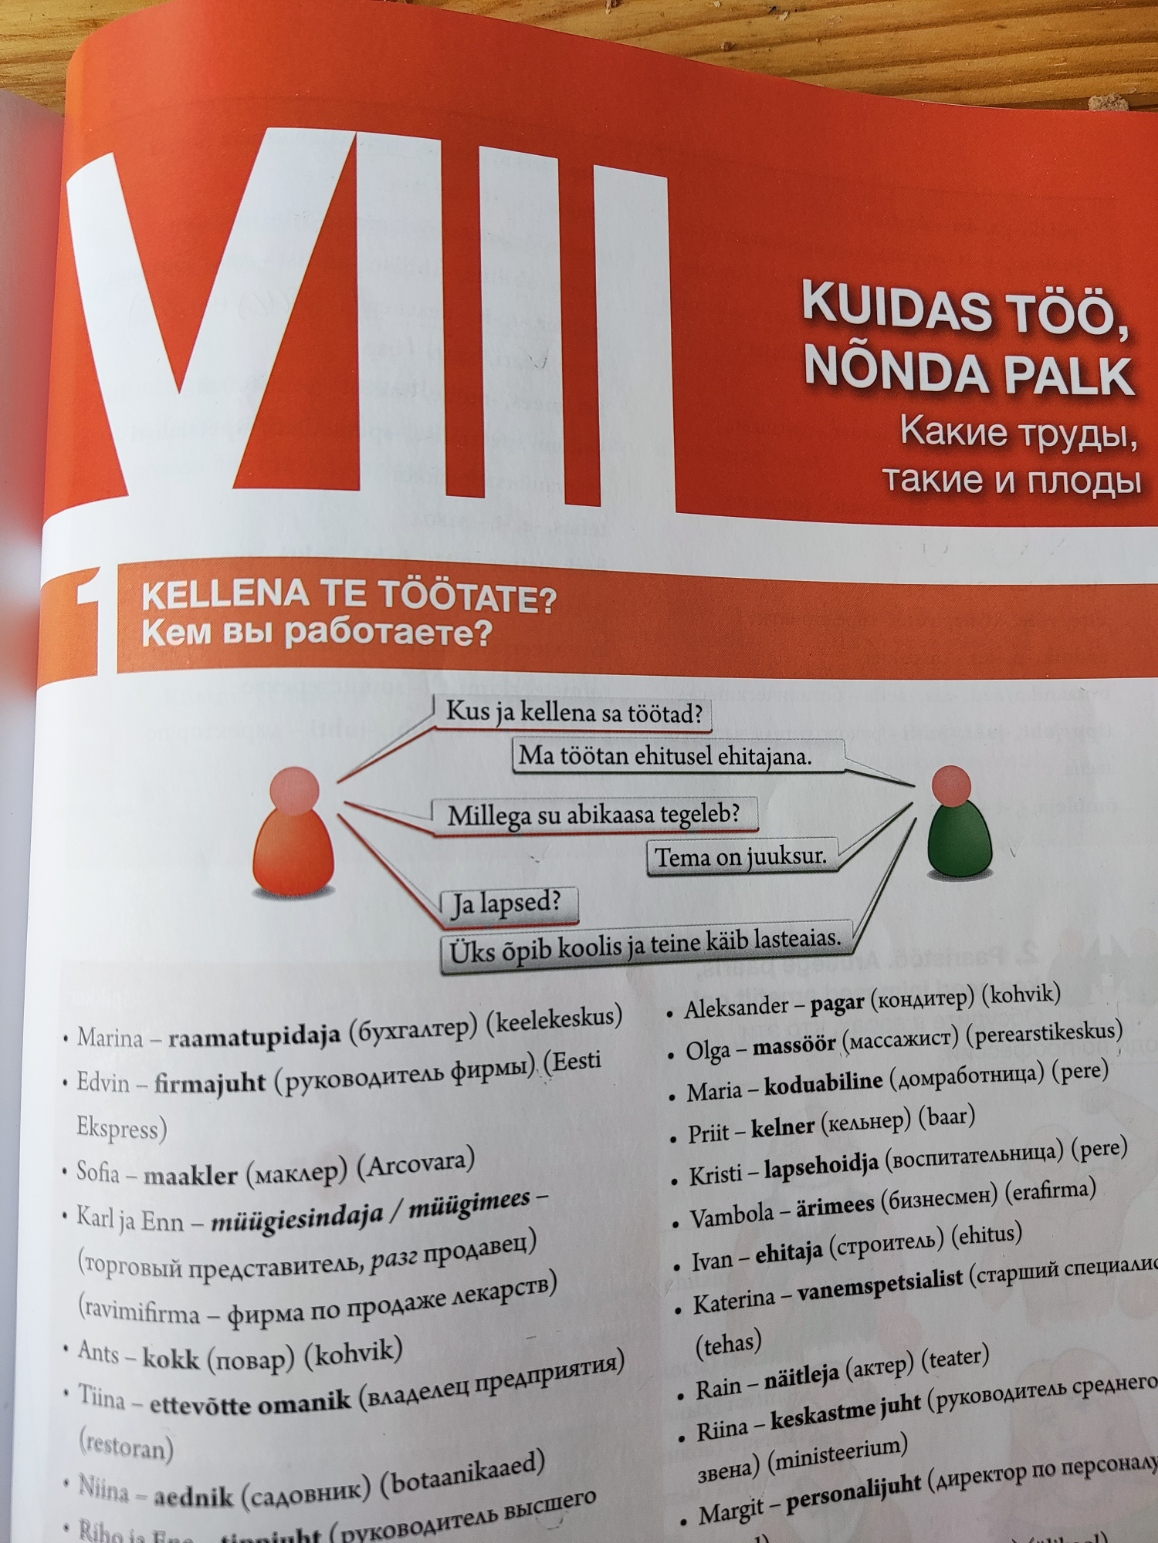 VIII
KUIDAS TÖÖ,
NÕNDA PALK
Какие труды,
такие и плоды
1
KELLENA TE TÖÖTATE?
Кем вы работаете?
Kus ja kellena sa töötad?
Ma töötan ehitusel ehitajana.
Millega su abikaasa tegeleb?
Tema on juuksur.
Ja lapsed?
Üks õpib koolis ja teine käib lasteaias.
• Marina – raamatupidaja (бухгалтер) (keelekeskus)
• Edvin – firmajuht (руководитель фирмы) (Eesti
Ekspress)
• Sofia – maakler (маклер) (Arcovara)
• Karl ja Enn – müügiesindaja / müügimees –
(торговый представитель, разг продавец)
(ravimifirma – фирма по продаже лекарств)
• Ants – kokk (повар) (kohvik)
• Tiina – ettevõtte omanik (владелец предприятия)
(restoran)
• Niina – aednik (садовник) (botaanikaaed)
• Riho ja Ene – tippjuht (руководитель высшего
• Aleksander – pagar (кондитер) (kohvik)
• Olga – massöör (массажист) (perearstikeskus)
• Maria – koduabiline (домработница) (pere)
• Priit – kelner (кельнер) (baar)
• Kristi – lapsehoidja (воспитательница) (pere)
• Vambola – ärimees (бизнесмен) (erafirma)
• Ivan – ehitaja (строитель) (ehitus)
• Katerina – vanemspetsialist (старший
(tehas)
• Rain – näitleja (актер) (teater)
• Riina – keskastme juht (руководитель среднего
звена) (ministeerium)
• Margit – personalijuht (директор по персоналу